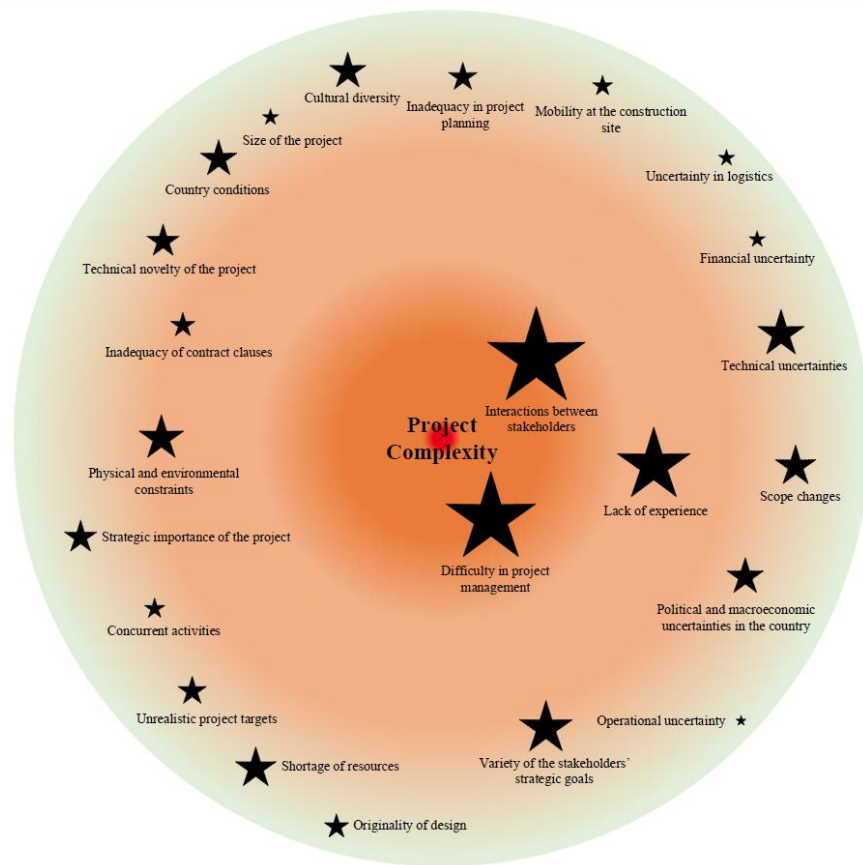 Cultural diversity
Inadequacy in project
planning
Mobility at the construction
site
Size of the project
Uncertainty in logistics
Country conditions
Technical novelty of the project
Financial uncertainty
Inadequacy of contract clauses
Technical uncertainties
Interactions between
stakeholders
Project
Complexity
Physical and environmental
constraints
Lack of experience
Scope changes
Strategic importance of the project
Difficulty in project
management
Political and macroeconomic
uncertainties in the country
Concurrent activities
Unrealistic project targets
Operational uncertainty
Shortage of resources
Variety of the stakeholders’
strategic goals
Originality of design